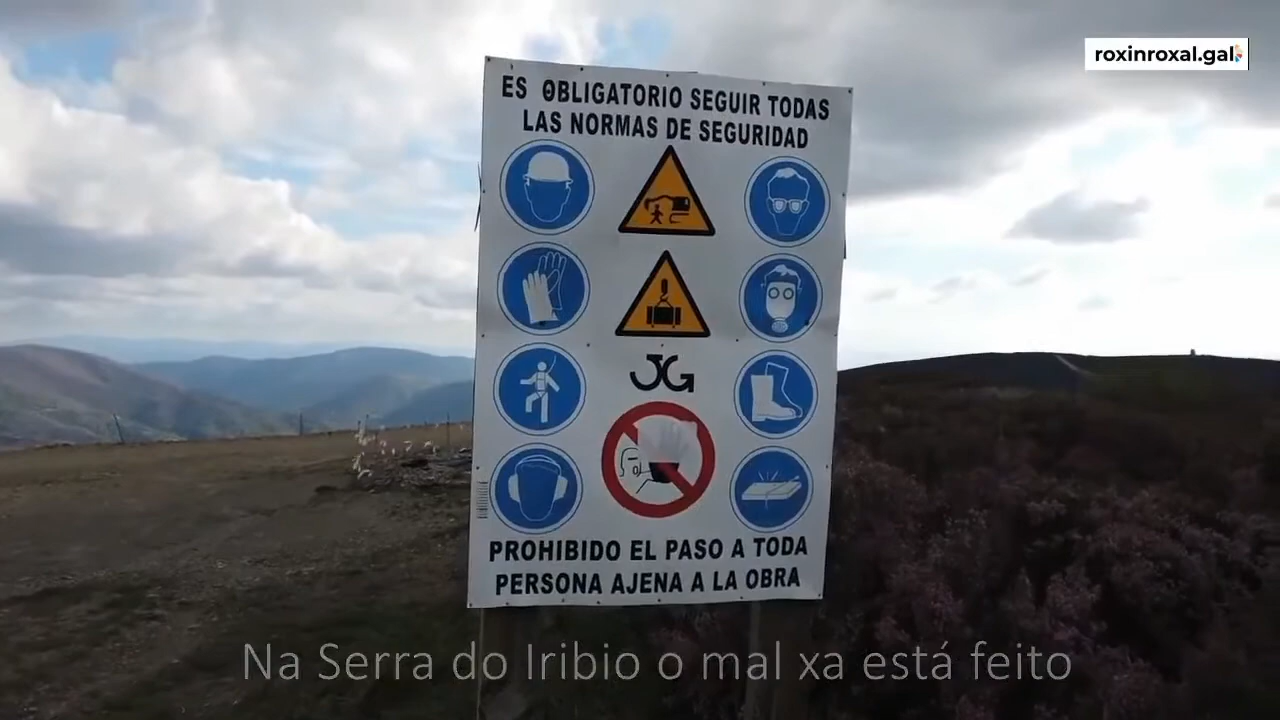 roxinroxal.gal
ES OBLIGATORIO SEGUIR TODAS
LAS NORMAS DE SEGURIDAD
JG
PROHIBIDO EL PASO A TODA
PERSONA AJENA A LA OBRA
Na Serra do Iribio o mal xa está feito